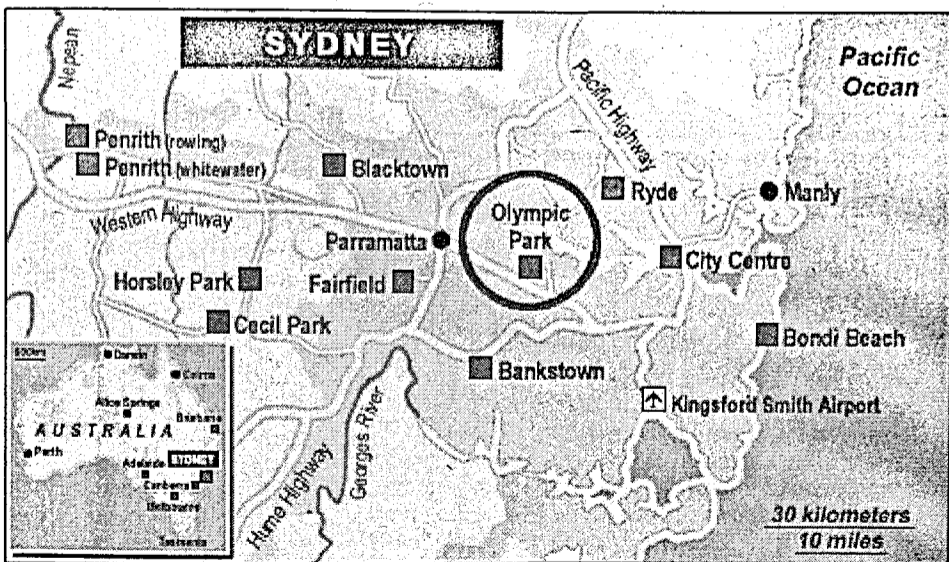 SYDNEY
Pacific
Ocean
Nepean
Pacific Highway
Penrith (rowing)
Penrith (whitewater)
Blacktown
Ryde
Manly
Western Highway
Olympic
Park
Parramatta
City Centre
Horsley Park
Fairfield
Cecil Park
Bondi Beach
Bankstown
Kingsford Smith Airport
Georges River
Hume Highway
30 kilometers
10 miles
Darwin
Cairns
Alice Springs
Brisbane
AUSTRALIA
Perth
SYDNEY
Adelaide
Canberra
Melbourne
Tasmania